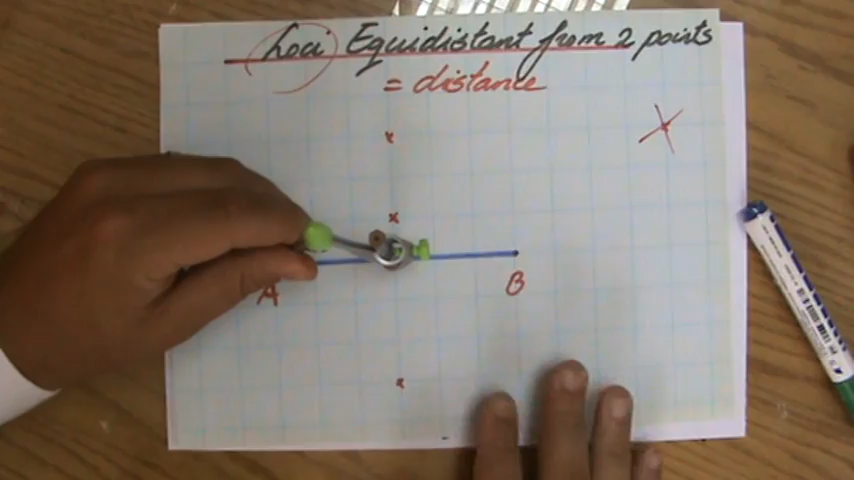 Loci Equidistant from 2 points
= distance
A
B